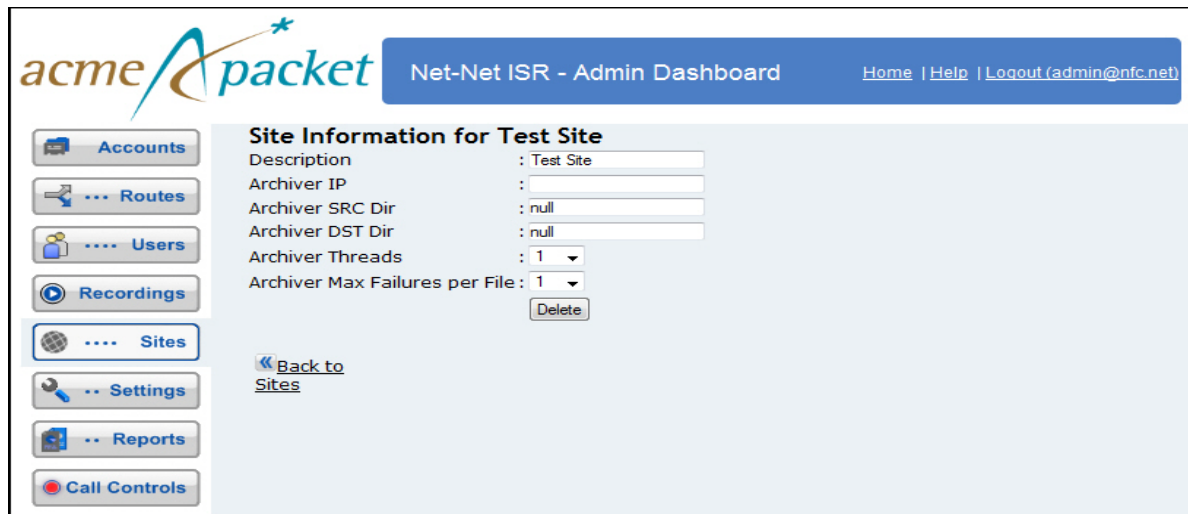 acme packet
Net-Net ISR - Admin Dashboard
Home | Help | Logout (admin@nfc.net)
Accounts
··· Routes
···· Users
Recordings
···· Sites
·· Settings
·· Reports
Call Controls
Site Information for Test Site
Description : Test Site
Archiver IP :
Archiver SRC Dir : null
Archiver DST Dir : null
Archiver Threads : 1
Archiver Max Failures per File : 1
Delete
Back to
Sites